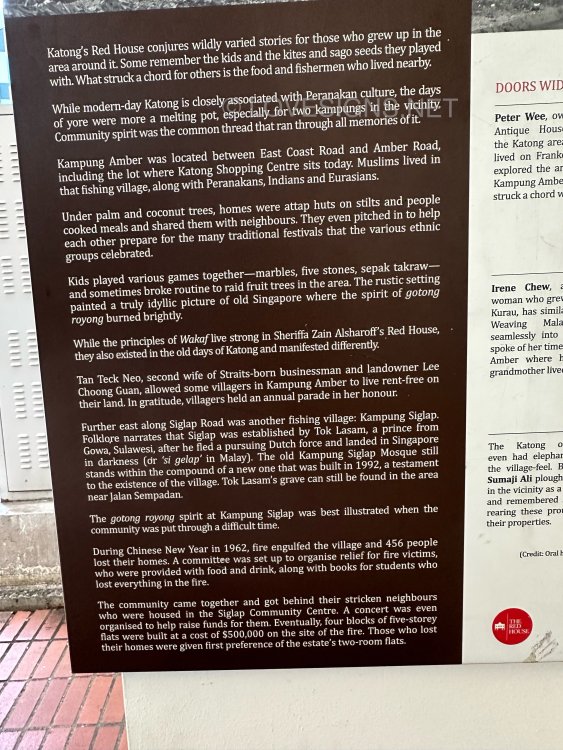 Katong's Red House conjures wildly varied stories for those who grew up in the
area around it. Some remember the kids and the kites and sago seeds they played
with. What struck a chord for others is the food and fishermen who lived nearby.
While modern-day Katong is closely associated with Peranakan culture, the days
of yore were more a melting pot, especially for two kampungs in the vicinity.
Community spirit was the common thread that ran through all memories of it.
Kampung Amber was located between East Coast Road and Amber Road,
including the lot where Katong Shopping Centre sits today. Muslims lived in
that fishing village, along with Peranakans, Indians and Eurasians.
Under palm and coconut trees, homes were attap huts on stilts and people
cooked meals and shared them with neighbours. They even pitched in to help
each other prepare for the many traditional festivals that the various ethnic
groups celebrated.
Kids played various games together—marbles, five stones, sepak takraw—
and sometimes broke routine to raid fruit trees in the area. The rustic setting
painted a truly idyllic picture of old Singapore where the spirit of gotong
royong burned brightly.
While the principles of Wakaf live strong in Sheriffa Zain Alsharoff's Red House,
they also existed in the old days of Katong and manifested differently.
Tan Teck Neo, second wife of Straits-born businessman and landowner Lee
Choong Guan, allowed some villagers in Kampung Amber to live rent-free on
their land. In gratitude, villagers held an annual parade in her honour.
Further east along Siglap Road was another fishing village: Kampung Siglap.
Folklore narrates that Siglap was established by Tok Lasam, a prince from
Gowa, Sulawesi, after he fled a pursuing Dutch force and landed in Singapore
in darkness (dr 'si gelap' in Malay). The old Kampung Siglap Mosque still
stands within the compound of a new one that was built in 1992, a testament
to the existence of the village. Tok Lasam's grave can still be found in the area
near Jalan Sempadan.
The gotong royong spirit at Kampung Siglap was best illustrated when the
community was put through a difficult time.
During Chinese New Year in 1962, fire engulfed the village and 456 people
lost their homes. A committee was set up to organise relief for fire victims,
who were provided with food and drink, along with books for students who
lost everything in the fire.
The community came together and got behind their stricken neighbours
who were housed in the Siglap Community Centre. A concert was even
organised to help raise funds for them. Eventually, four blocks of five-storey
flats were built at a cost of $500,000 on the site of the fire. Those who lost
their homes were given first preference of the estate's two-room flats.
DOORS WID
Peter Wee, ow
Antique Hous
the Katong area
lived on Frank
explored the ar
Kampung Ambe
struck a chord w
Irene Chew, a
woman who grew
Kurau, has simila
Weaving Mala
seamlessly into
spoke of her time
Amber where h
grandmother live
The Katong o
even had elephan
the village-feel. B
Sumaji Ali plough
in the vicinity as a
and remembered
rearing these pro
their properties.
(Credit: Oral H
THE
RED
HOUSE